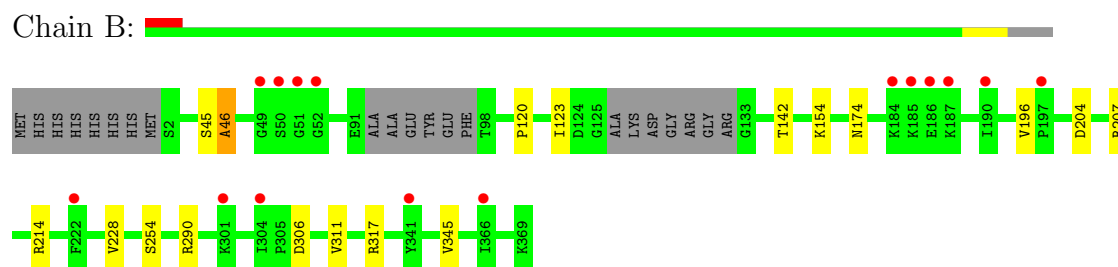 Chain B:
MET HIS HIS HIS HIS HIS HIS MET S2 S45 A46 G49 S50 G51 G52 E91 ALA ALA GLU TYR GLU PHE T98 P120 I123 D124 G125 ALA LYS ASP GLY ARG GLY ARG G133 T142 K154 N174 K184 K185 E186 K187 I190 V196 P197 D204
R214 F222 V228 S254 R290 K301 I304 P305 D306 V311 R317 Y341 V345 I366 K369